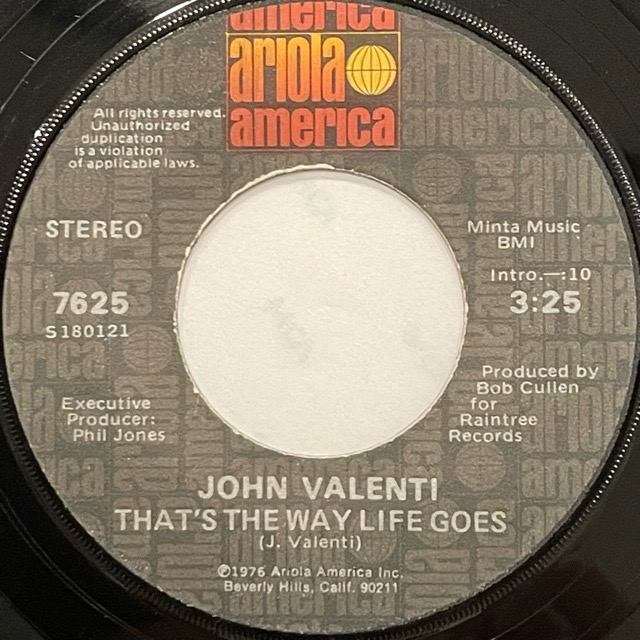 america
ariola
america
All rights reserved.
Unauthorized
duplication
is a violation
of applicable laws.
STEREO
7625
S180121
Minta Music
BMI
Intro.—:10
3:25
Executive
Producer:
Phil Jones
Produced by
Bob Cullen
for
Raintree
Records
JOHN VALENTI
THAT'S THE WAY LIFE GOES
(J. Valenti)
℗1976 Ariola America Inc.
Beverly Hills, Calif. 90211